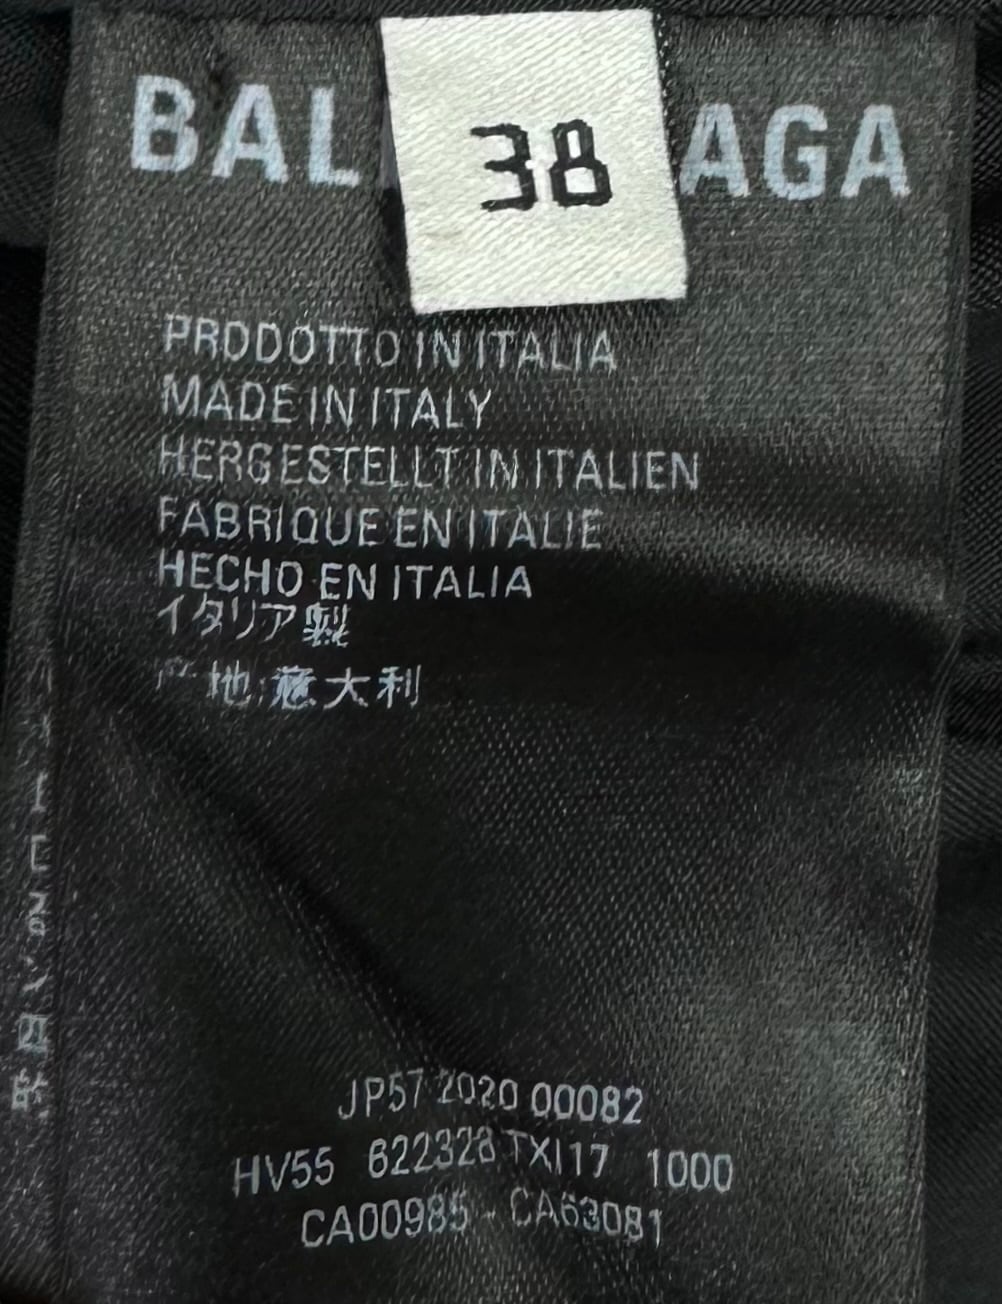 BAL 38 AGA
PRODOTTO IN ITALIA
MADE IN ITALY
HERGESTELLT IN ITALIEN
FABRIQUE EN ITALIE
HECHO EN ITALIA
イタリア製
产地:意大利
JP57 2020 00082
HV55 622328 TXI17 1000
CA00985 - CA63081